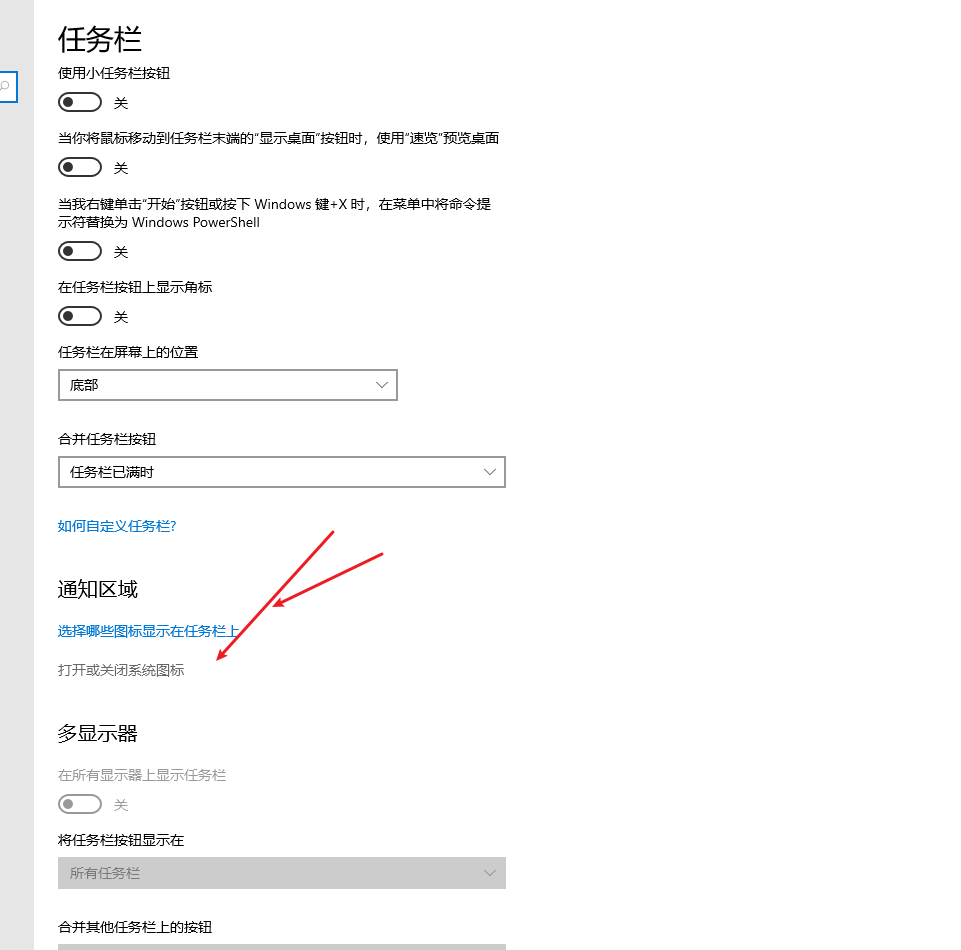 任务栏
使用小任务栏按钮
关
当你将鼠标移动到任务栏末端的“显示桌面”按钮时，使用“速览”预览桌面
关
当我右键单击“开始”按钮或按下 Windows 键+X 时，在菜单中将命令提
示符替换为 Windows PowerShell
关
在任务栏按钮上显示角标
关
任务栏在屏幕上的位置
底部
合并任务栏按钮
任务栏已满时
如何自定义任务栏?
通知区域
选择哪些图标显示在任务栏上
打开或关闭系统图标
多显示器
在所有显示器上显示任务栏
关
将任务栏按钮显示在
所有任务栏
合并其他任务栏上的按钮